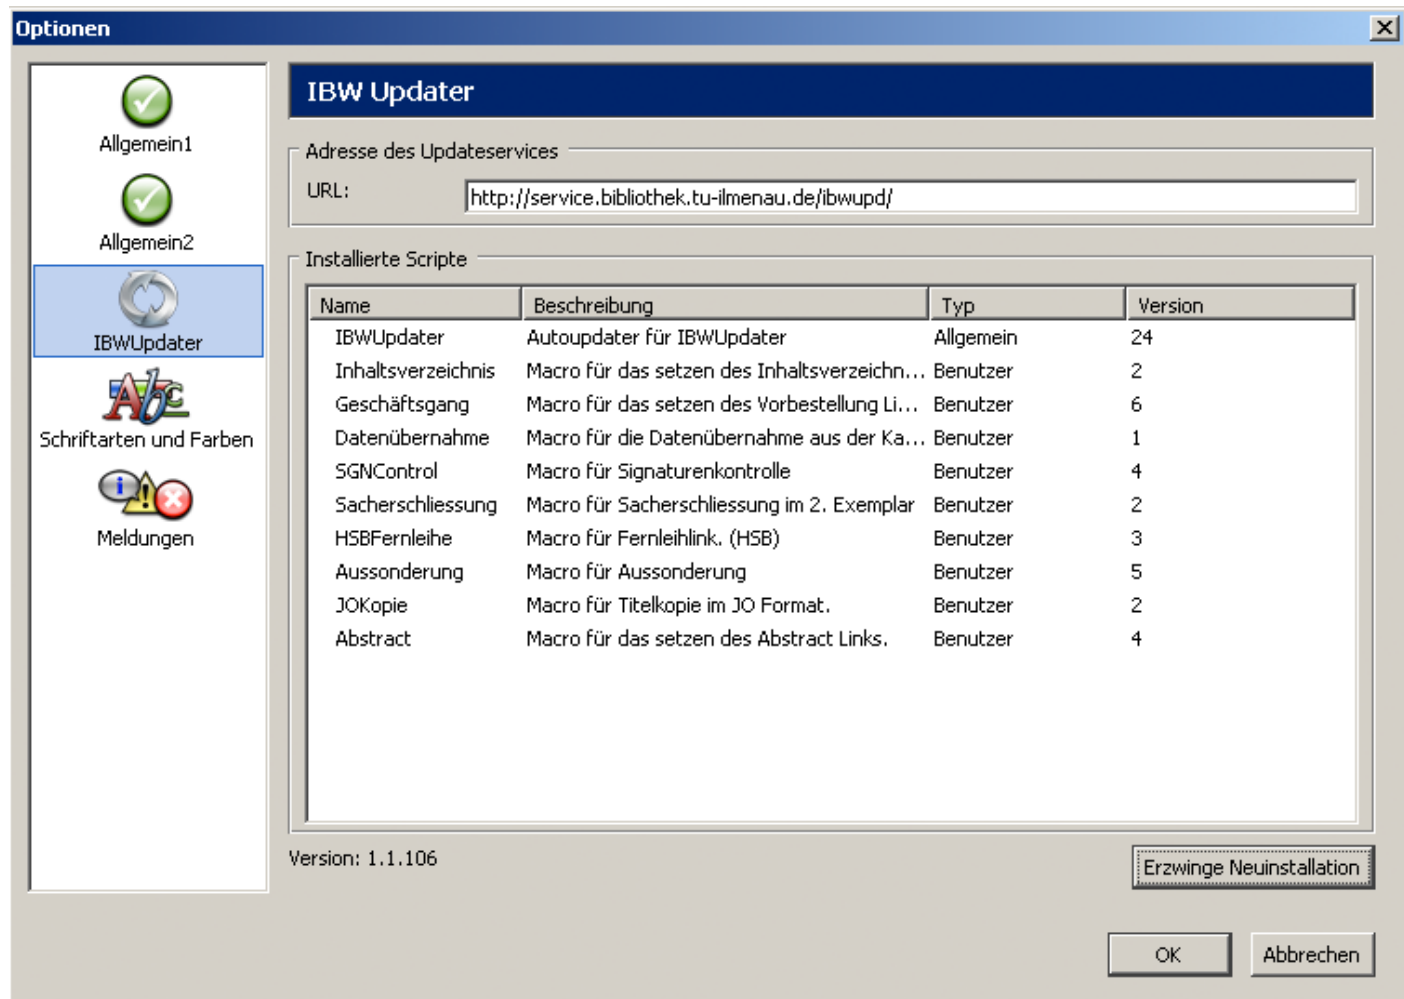 Optionen
Allgemein1
Allgemein2
IBWUpdater
Abc
Schriftarten und Farben
Meldungen
IBW Updater
Adresse des Updateservices
URL: http://service.bibliothek.tu-ilmenau.de/ibwupd/
Installierte Scripte
Name Beschreibung Typ Version
IBWUpdater Autoupdater für IBWUpdater Allgemein 24
Inhaltsverzeichnis Macro für das setzen des Inhaltsverzeichn... Benutzer 2
Geschäftsgang Macro für das setzen des Vorbestellung Li... Benutzer 6
Datenübernahme Macro für die Datenübernahme aus der Ka... Benutzer 1
SGNControl Macro für Signaturenkontrolle Benutzer 4
Sacherschliessung Macro für Sacherschliessung im 2. Exemplar Benutzer 2
HSBFernleihe Macro für Fernleihlink. (HSB) Benutzer 3
Aussonderung Macro für Aussonderung Benutzer 5
JOKopie Macro für Titelkopie im JO Format. Benutzer 2
Abstract Macro für das setzen des Abstract Links. Benutzer 4
Version: 1.1.106
Erzwinge Neuinstallation
OK Abbrechen